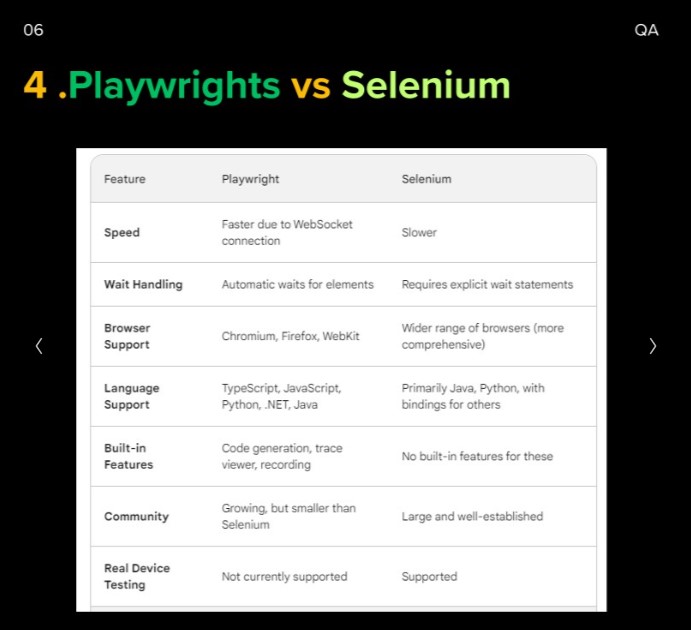 06
QA
4 .Playwrights vs Selenium
Feature Playwright Selenium
Speed
Faster due to WebSocket
connection
Slower
Wait Handling
Automatic waits for elements
Requires explicit wait statements
Browser
Support
Chromium, Firefox, WebKit
Wider range of browsers (more
comprehensive)
Language
Support
TypeScript, JavaScript,
Python, .NET, Java
Primarily Java, Python, with
bindings for others
Built-in
Features
Code generation, trace
viewer, recording
No built-in features for these
Community
Growing, but smaller than
Selenium
Large and well-established
Real Device
Testing
Not currently supported
Supported